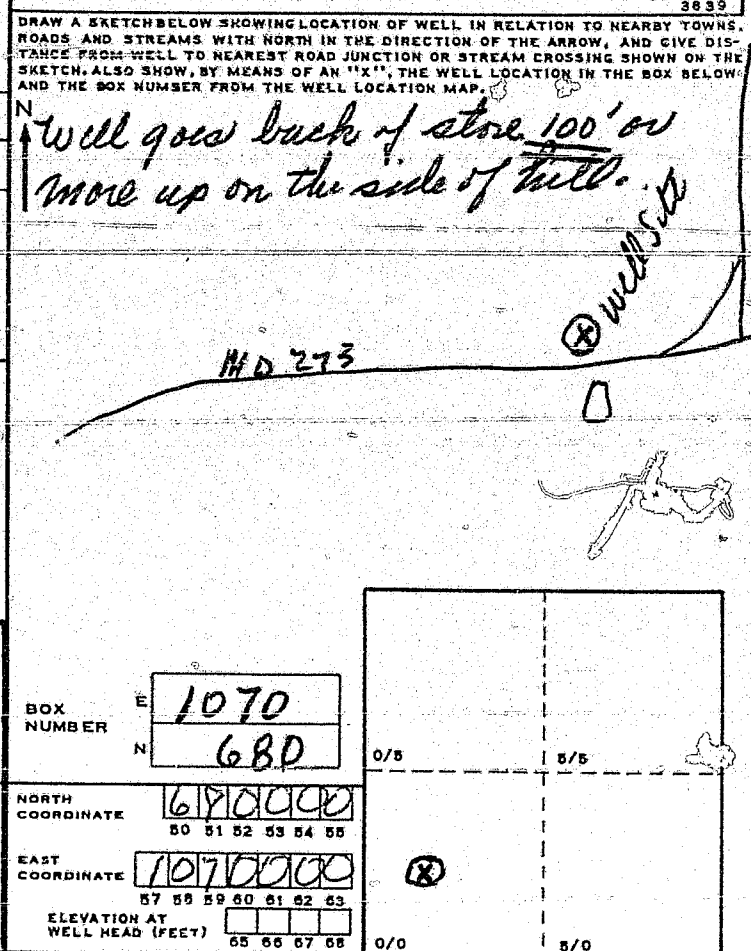 3839
DRAW A SKETCH BELOW SHOWING LOCATION OF WELL IN RELATION TO NEARBY TOWNS,
ROADS AND STREAMS WITH NORTH IN THE DIRECTION OF THE ARROW, AND GIVE DIS-
TANCE FROM WELL TO NEAREST ROAD JUNCTION OR STREAM CROSSING SHOWN ON THE
SKETCH. ALSO SHOW, BY MEANS OF AN "X", THE WELL LOCATION IN THE BOX BELOW
AND THE BOX NUMBER FROM THE WELL LOCATION MAP.
N
Well goes back of store 100' or
more up on the side of hill.
X well site
MD 273
BOX NUMBER
E 1070
N 680
0/5 5/5
NORTH COORDINATE
680000
50 51 52 53 54 55
EAST COORDINATE
1070000
57 58 59 60 61 62 63
X
ELEVATION AT
WELL HEAD (FEET)
65 66 67 68
0/0 5/0